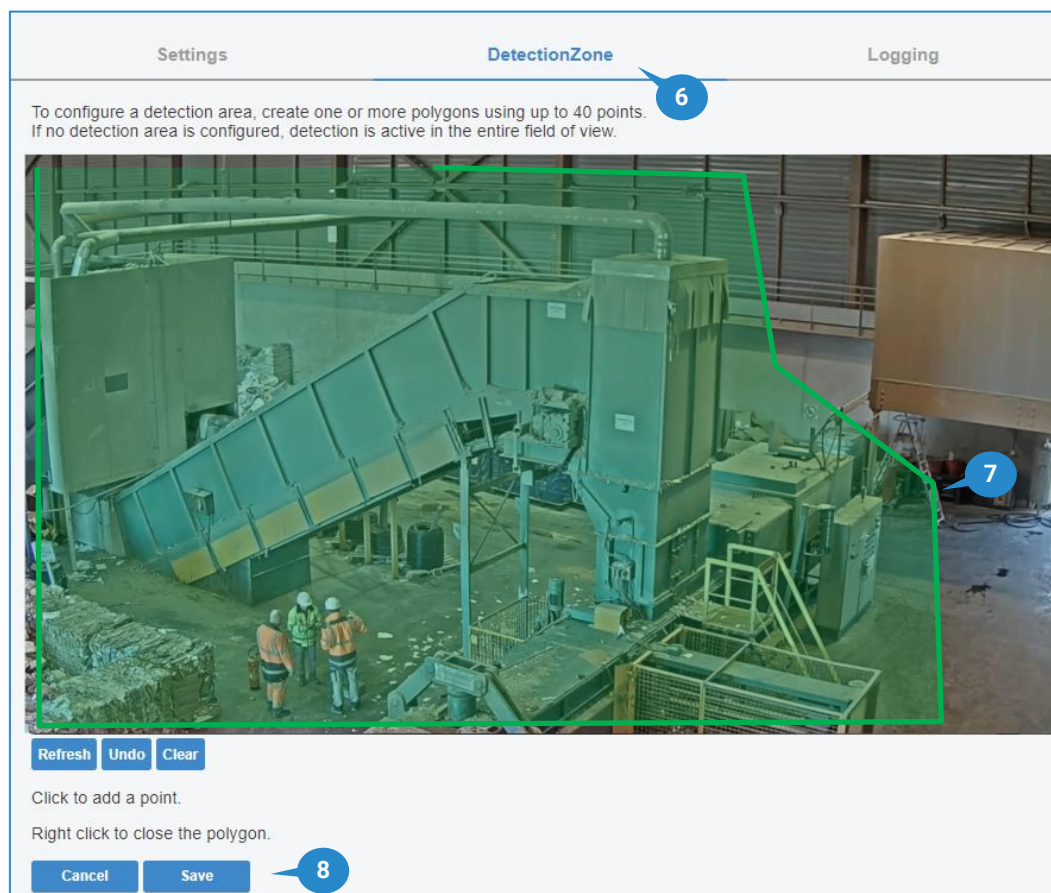 Settings
DetectionZone
Logging
6
To configure a detection area, create one or more polygons using up to 40 points.
If no detection area is configured, detection is active in the entire field of view.
7
Refresh
Undo
Clear
Click to add a point.
Right click to close the polygon.
Cancel
Save
8